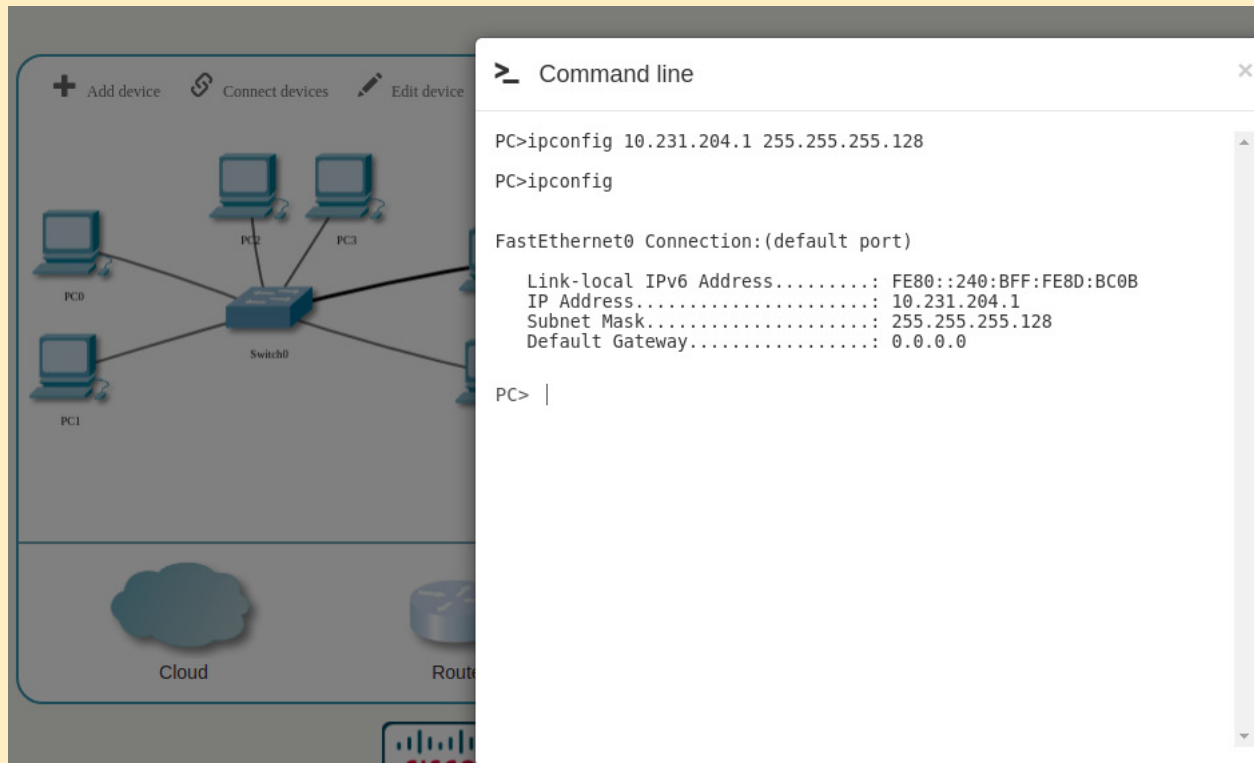 Add device
Connect devices
Edit device
PC2
PC3
PC0
Switch0
PC1
Cloud
Route
>_ Command line
×
PC>ipconfig 10.231.204.1 255.255.255.128
PC>ipconfig
FastEthernet0 Connection:(default port)
Link-local IPv6 Address.........: FE80::240:BFF:FE8D:BC0B
IP Address......................: 10.231.204.1
Subnet Mask.....................: 255.255.255.128
Default Gateway.................: 0.0.0.0
PC>